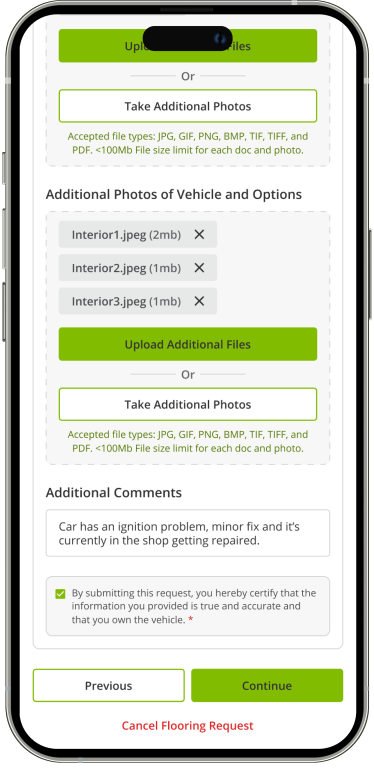 Files
Or
Take Additional Photos
Accepted file types: JPG, GIF, PNG, BMP, TIF, TIFF, and
PDF. <100Mb File size limit for each doc and photo.
Additional Photos of Vehicle and Options
Interior1.jpeg (2mb) ✕
Interior2.jpeg (1mb) ✕
Interior3.jpeg (1mb) ✕
Upload Additional Files
Or
Take Additional Photos
Accepted file types: JPG, GIF, PNG, BMP, TIF, TIFF, and
PDF. <100Mb File size limit for each doc and photo.
Additional Comments
Car has an ignition problem, minor fix and it's
currently in the shop getting repaired.
By submitting this request, you hereby certify that the
information you provided is true and accurate and
that you own the vehicle. *
Previous
Continue
Cancel Flooring Request